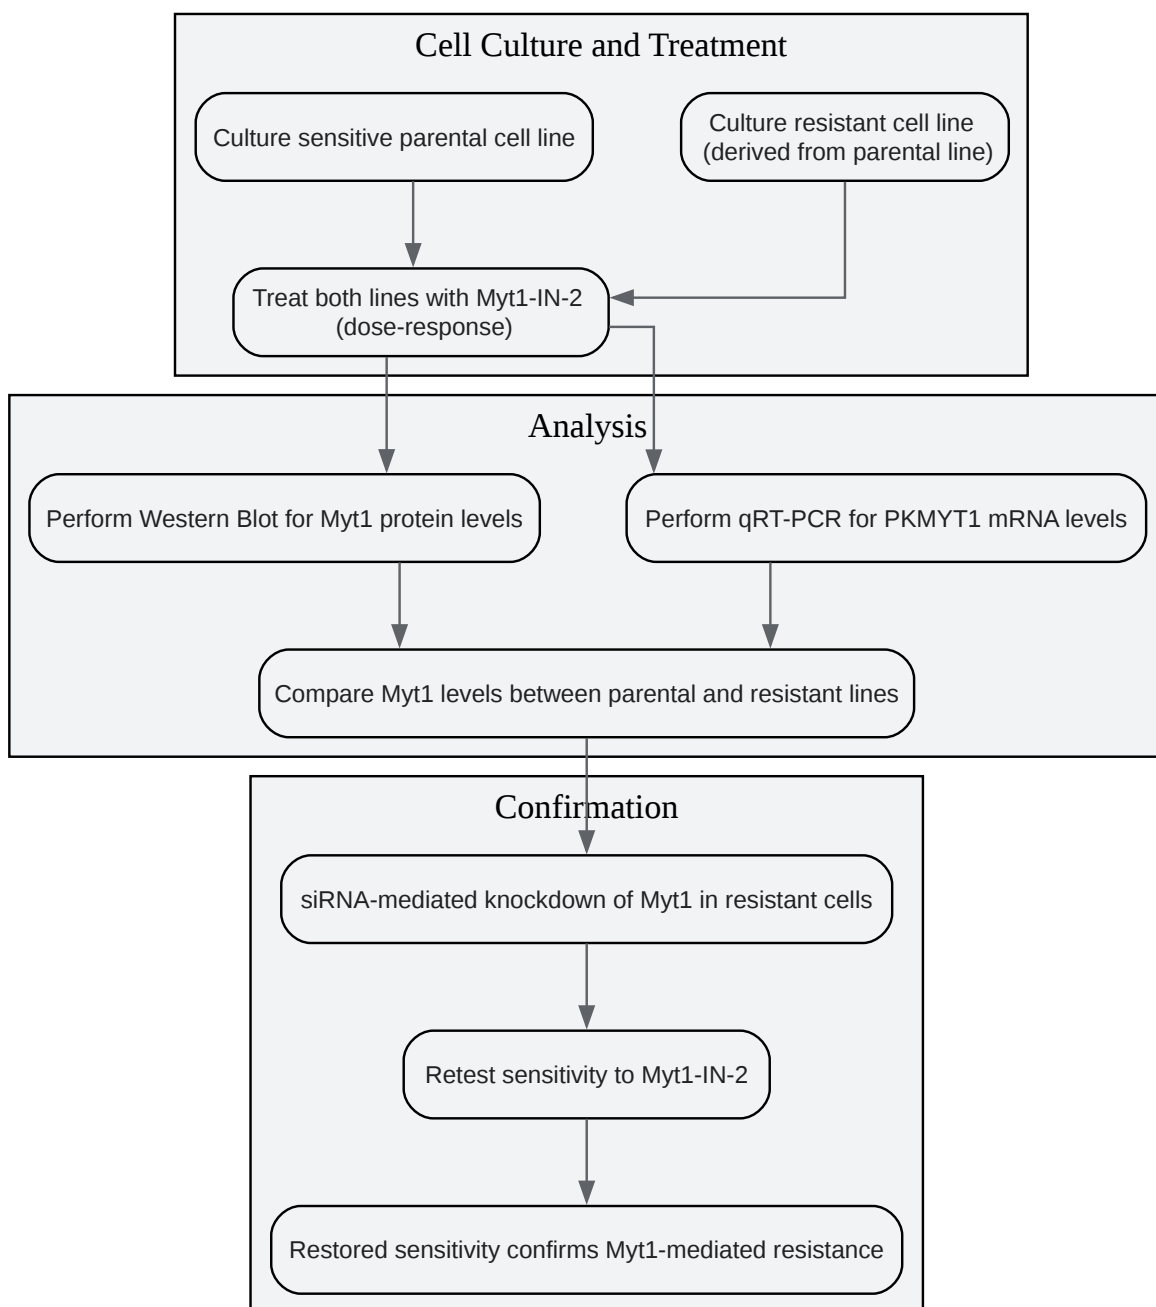 Cell Culture and Treatment
Culture sensitive parental cell line
Culture resistant cell line
(derived from parental line)
Treat both lines with Myt1-IN-2
(dose-response)
Analysis
Perform Western Blot for Myt1 protein levels
Perform qRT-PCR for PKMYT1 mRNA levels
Compare Myt1 levels between parental and resistant lines
Confirmation
siRNA-mediated knockdown of Myt1 in resistant cells
Retest sensitivity to Myt1-IN-2
Restored sensitivity confirms Myt1-mediated resistance